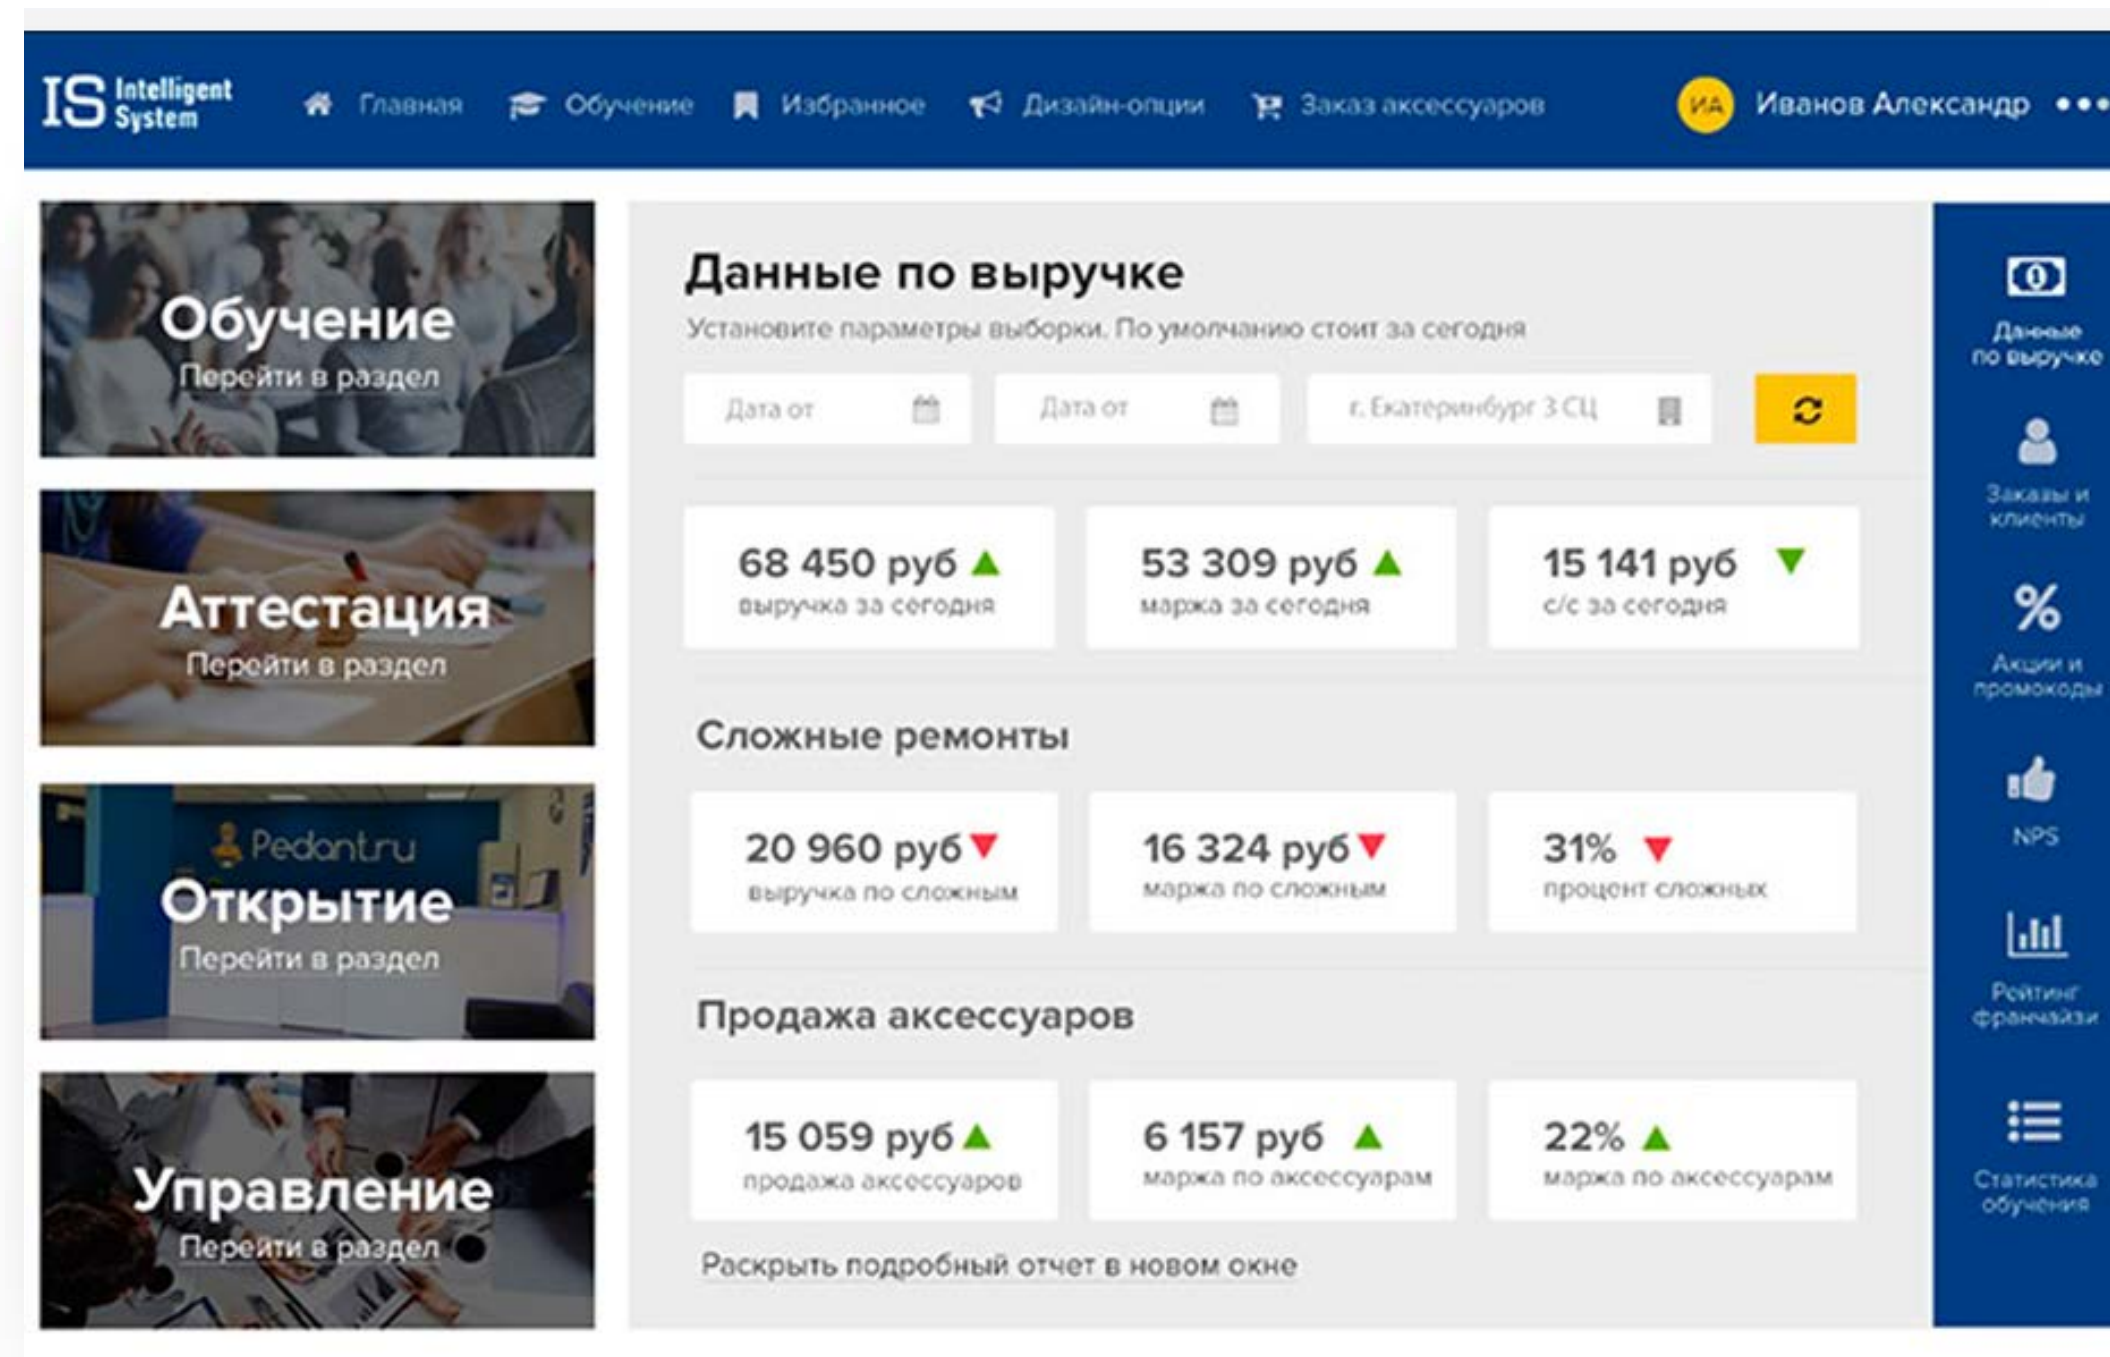 IS Intelligent System
Главная
Обучение
Избранное
Дизайн-опции
Заказ аксессуаров
ИА
Иванов Александр
Обучение
Перейти в раздел
Аттестация
Перейти в раздел
Pedant.ru
Открытие
Перейти в раздел
Управление
Перейти в раздел
Данные по выручке
Установите параметры выборки. По умолчанию стоит за сегодня
Дата от
Дата от
г. Екатеринбург 3 СЦ
68 450 руб
выручка за сегодня
53 309 руб
маржа за сегодня
15 141 руб
с/с за сегодня
Сложные ремонты
20 960 руб
выручка по сложным
16 324 руб
маржа по сложным
31%
процент сложных
Продажа аксессуаров
15 059 руб
продажа аксессуаров
6 157 руб
маржа по аксессуарам
22%
маржа по аксессуарам
Раскрыть подробный отчет в новом окне
Данные
по выручке
Заказы и
клиенты
%
Акции и
промокоды
NPS
Рейтинг
франчайзи
Статистика
обучения